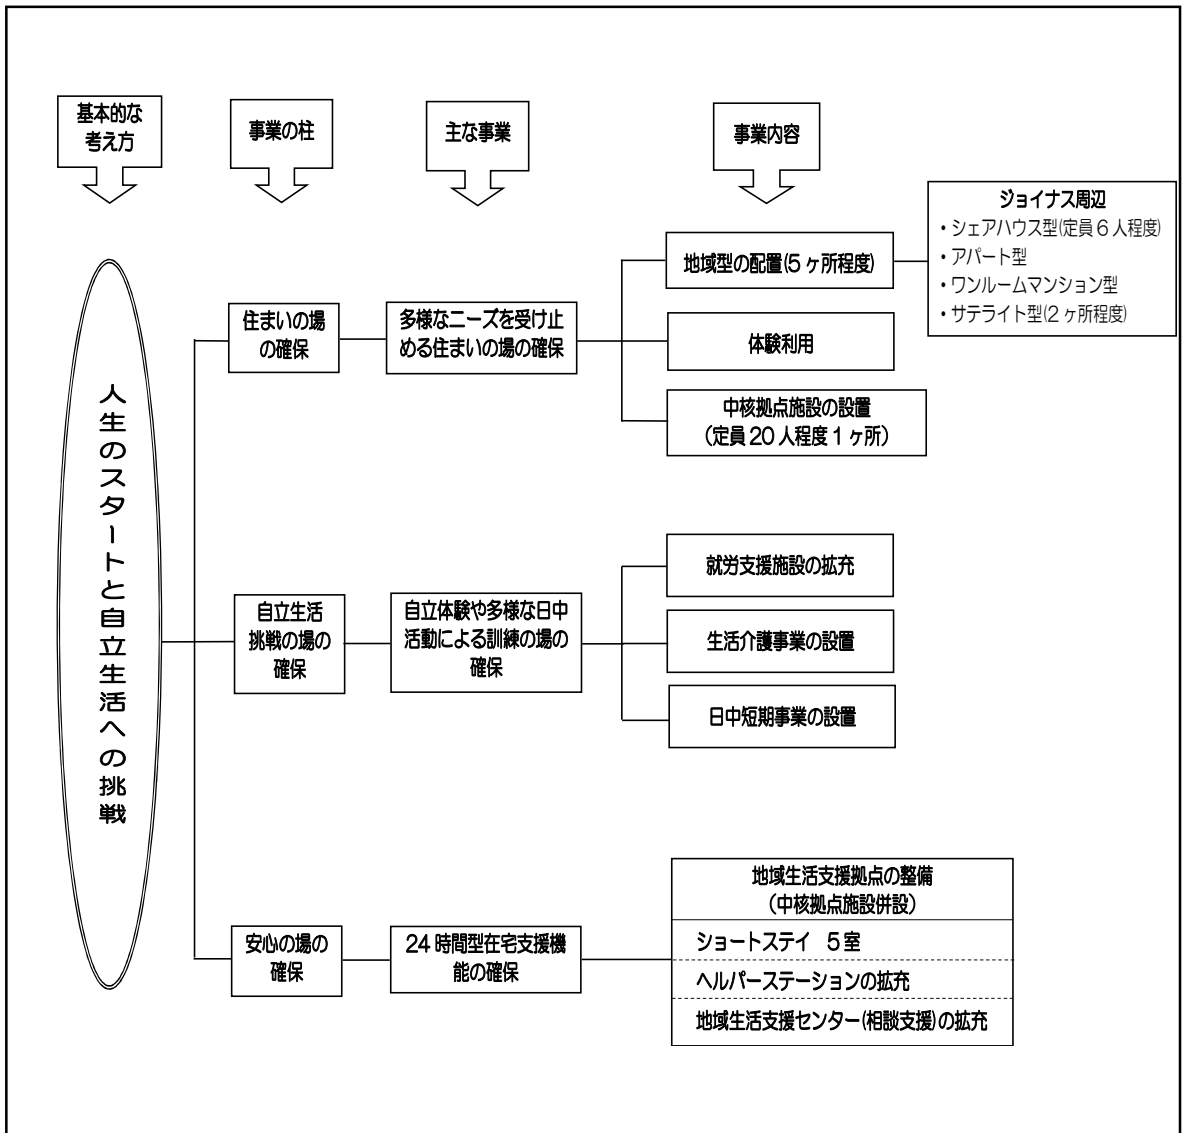 基本的な
考え方
事業の柱
主な事業
事業内容
ジョイナス周辺
・シェアハウス型(定員6人程度)
・アパート型
・ワンルームマンション型
・サテライト型(2ヶ所程度)
人生のスタートと自立生活への挑戦
住まいの場
の確保
多様なニーズを受け止
める住まいの場の確保
地域型の配置(5ヶ所程度)
体験利用
中核拠点施設の設置
(定員20人程度1ヶ所)
自立生活
挑戦の場の
確保
自立体験や多様な日中
活動による訓練の場の
確保
就労支援施設の拡充
生活介護事業の設置
日中短期事業の設置
安心の場の
確保
24時間型在宅支援機
能の確保
地域生活支援拠点の整備
(中核拠点施設併設)
ショートステイ 5室
ヘルパーステーションの拡充
地域生活支援センター(相談支援)の拡充